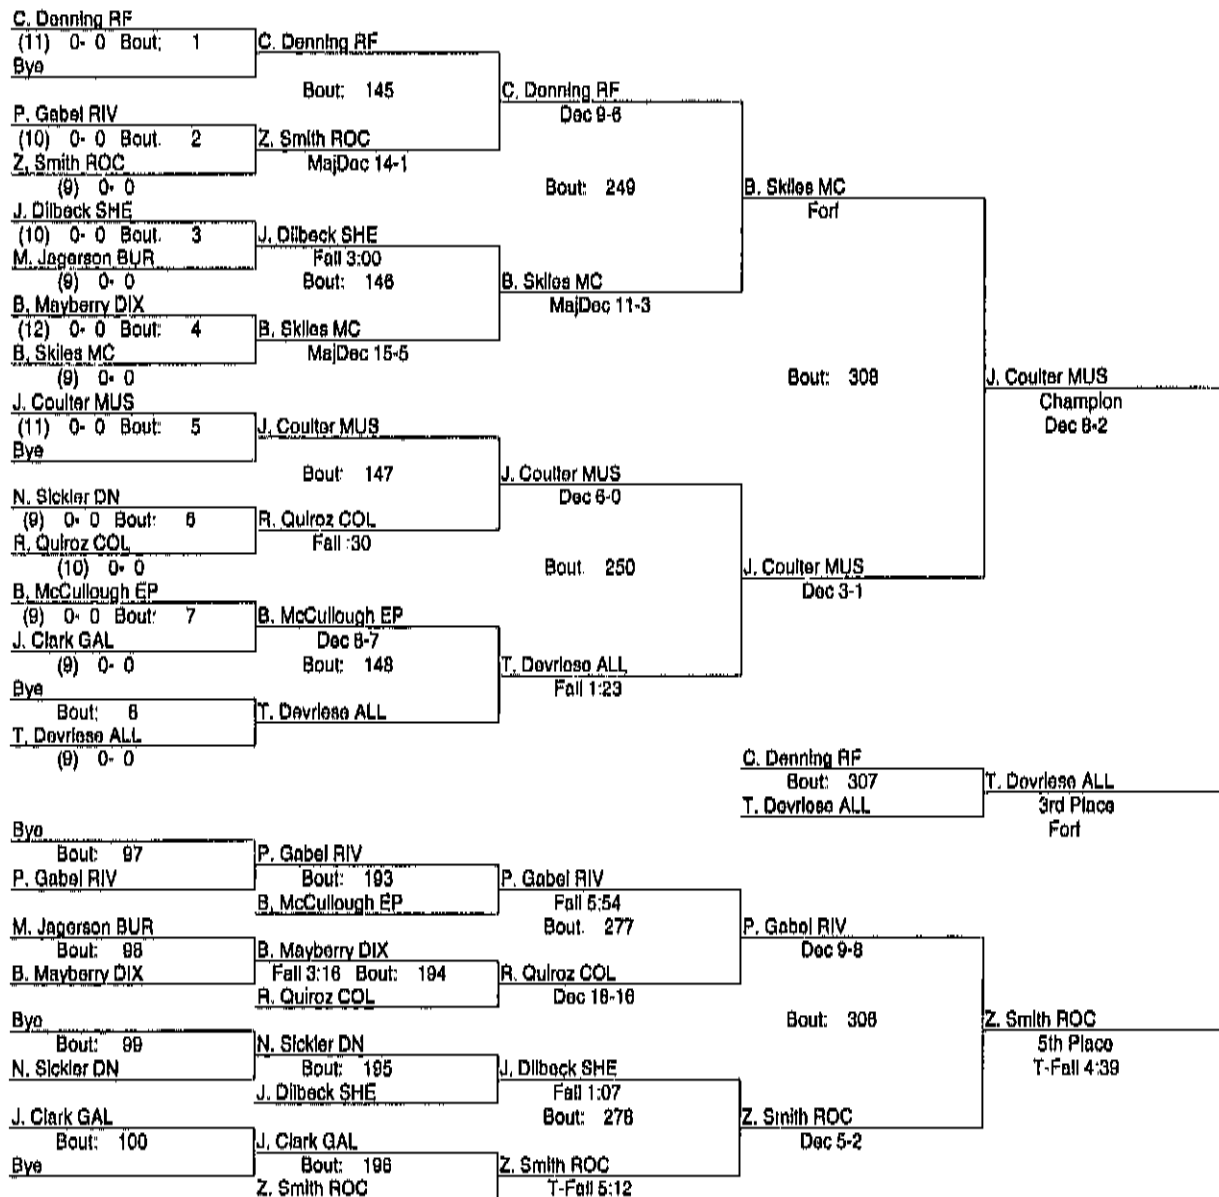 C. Denning RF
(11) 0- 0 Bout: 1
Bye
C. Denning RF
Bout: 145
P. Gabel RIV
(10) 0- 0 Bout. 2
Z. Smith ROC
(9) 0- 0
Z. Smith ROC
MajDec 14-1
C. Denning RF
Dec 9-6
Bout: 249
J. Dilbeck SHE
(10) 0- 0 Bout. 3
M. Jagerson BUR
(9) 0- 0
J. Dilbeck SHE
Fall 3:00
Bout: 146
B. Mayberry DIX
(12) 0- 0 Bout: 4
B. Skiles MC
(9) 0- 0
B. Skiles MC
MajDec 15-5
B. Skiles MC
MajDec 11-3
B. Skiles MC
Forf
Bout: 308
J. Coulter MUS
(11) 0- 0 Bout: 5
Bye
J. Coulter MUS
Bout: 147
N. Sickler DN
(9) 0- 0 Bout: 6
R. Quiroz COL
(10) 0- 0
R. Quiroz COL
Fall :30
J. Coulter MUS
Dec 6-0
Bout. 250
B. McCullough EP
(9) 0- 0 Bout: 7
J. Clark GAL
(9) 0- 0
B. McCullough EP
Dec 8-7
Bout: 148
Bye
Bout: 8
T. Devriese ALL
(9) 0- 0
T. Devriese ALL
T. Devriese ALL
Fall 1:23
J. Coulter MUS
Dec 3-1
J. Coulter MUS
Champion
Dec 8-2
C. Denning RF
Bout: 307
T. Devriese ALL
T. Devriese ALL
3rd Place
Forf
Bye
Bout: 97
P. Gabel RIV
P. Gabel RIV
Bout: 193
B. McCullough EP
P. Gabel RIV
Fall 5:54
Bout. 277
M. Jagerson BUR
Bout: 98
B. Mayberry DIX
B. Mayberry DIX
Fall 3:16 Bout: 194
R. Quiroz COL
R. Quiroz COL
Dec 18-16
P. Gabel RIV
Dec 9-8
Bout: 306
Bye
Bout: 99
N. Sickler DN
N. Sickler DN
Bout: 195
J. Dilbeck SHE
J. Dilbeck SHE
Fall 1:07
Bout: 278
J. Clark GAL
Bout: 100
Bye
J. Clark GAL
Bout: 196
Z. Smith ROC
Z. Smith ROC
T-Fall 5:12
Z. Smith ROC
Dec 5-2
Z. Smith ROC
5th Place
T-Fall 4:39